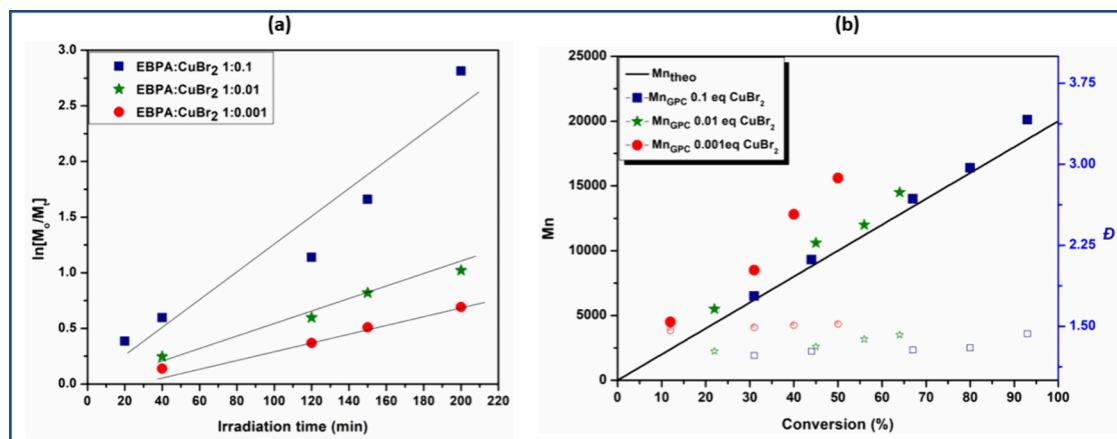 (a)
3.0
2.5
2.0
1.5
1.0
0.5
0.0
ln[Mo/Mt]
EBPA:CuBr2 1:0.1
EBPA:CuBr2 1:0.01
EBPA:CuBr2 1:0.001
0 20 40 60 80 100 120 140 160 180 200 220
Irradiation time (min)
(b)
25000
20000
15000
10000
5000
0
Mn
Mntheo
MnGPC 0.1 eq CuBr2
MnGPC 0.01 eq CuBr2
MnGPC 0.001eq CuBr2
3.75
3.00
2.25
1.50
Đ
0 10 20 30 40 50 60 70 80 90 100
Conversion (%)